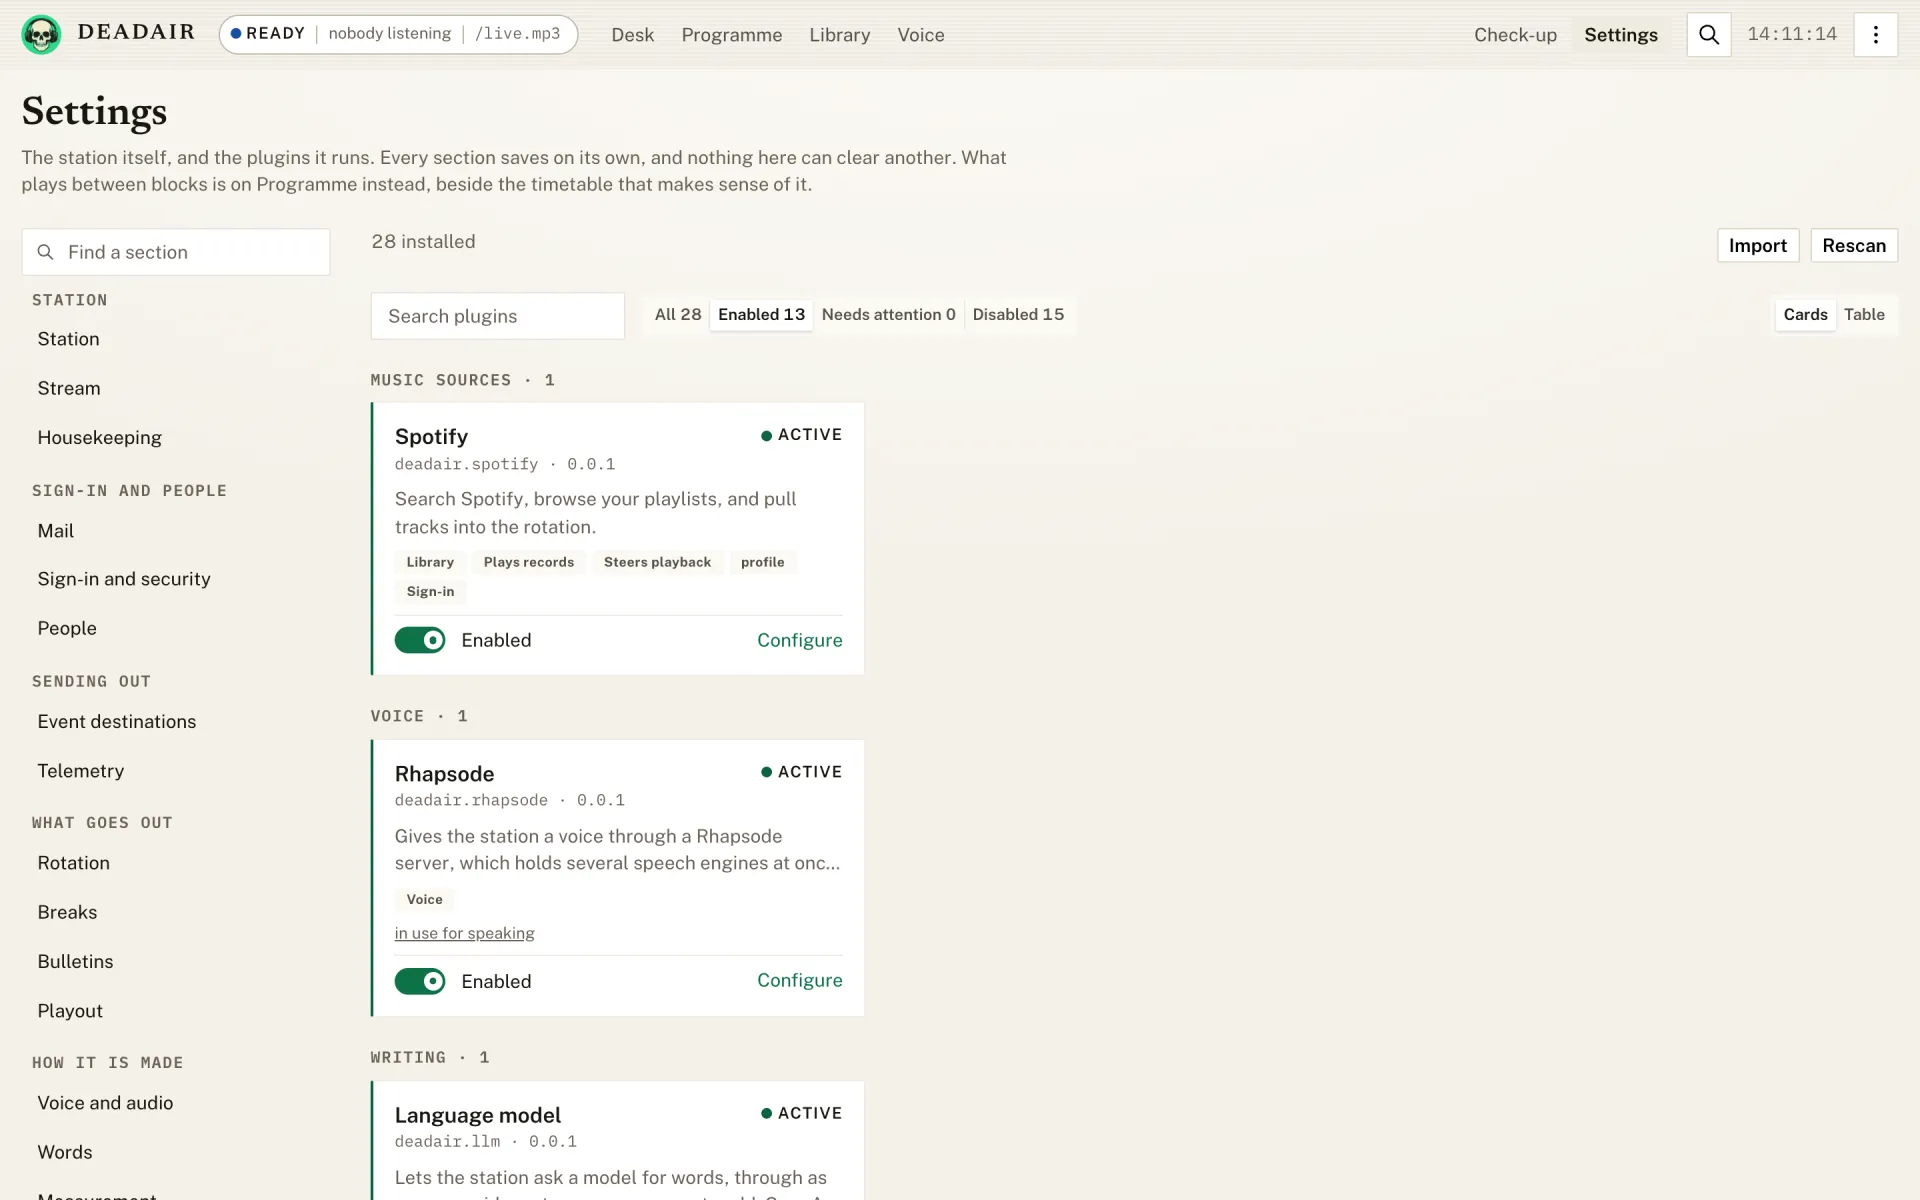 DEADAIR
READY
nobody listening
/live.mp3
Desk
Programme
Library
Voice
Check-up
Settings
14:11:14
Settings
The station itself, and the plugins it runs. Every section saves on its own, and nothing here can clear another. What
plays between blocks is on Programme instead, beside the timetable that makes sense of it.
Find a section
STATION
Station
Stream
Housekeeping
SIGN-IN AND PEOPLE
Mail
Sign-in and security
People
SENDING OUT
Event destinations
Telemetry
WHAT GOES OUT
Rotation
Breaks
Bulletins
Playout
HOW IT IS MADE
Voice and audio
Words
Measurement
28 installed
Import
Rescan
Search plugins
All 28
Enabled 13
Needs attention 0
Disabled 15
Cards
Table
MUSIC SOURCES · 1
Spotify
ACTIVE
deadair.spotify · 0.0.1
Search Spotify, browse your playlists, and pull
tracks into the rotation.
Library
Plays records
Steers playback
profile
Sign-in
Enabled
Configure
VOICE · 1
Rhapsode
ACTIVE
deadair.rhapsode · 0.0.1
Gives the station a voice through a Rhapsode
server, which holds several speech engines at onc...
Voice
in use for speaking
Enabled
Configure
WRITING · 1
Language model
ACTIVE
deadair.llm · 0.0.1
Lets the station ask a model for words, through as